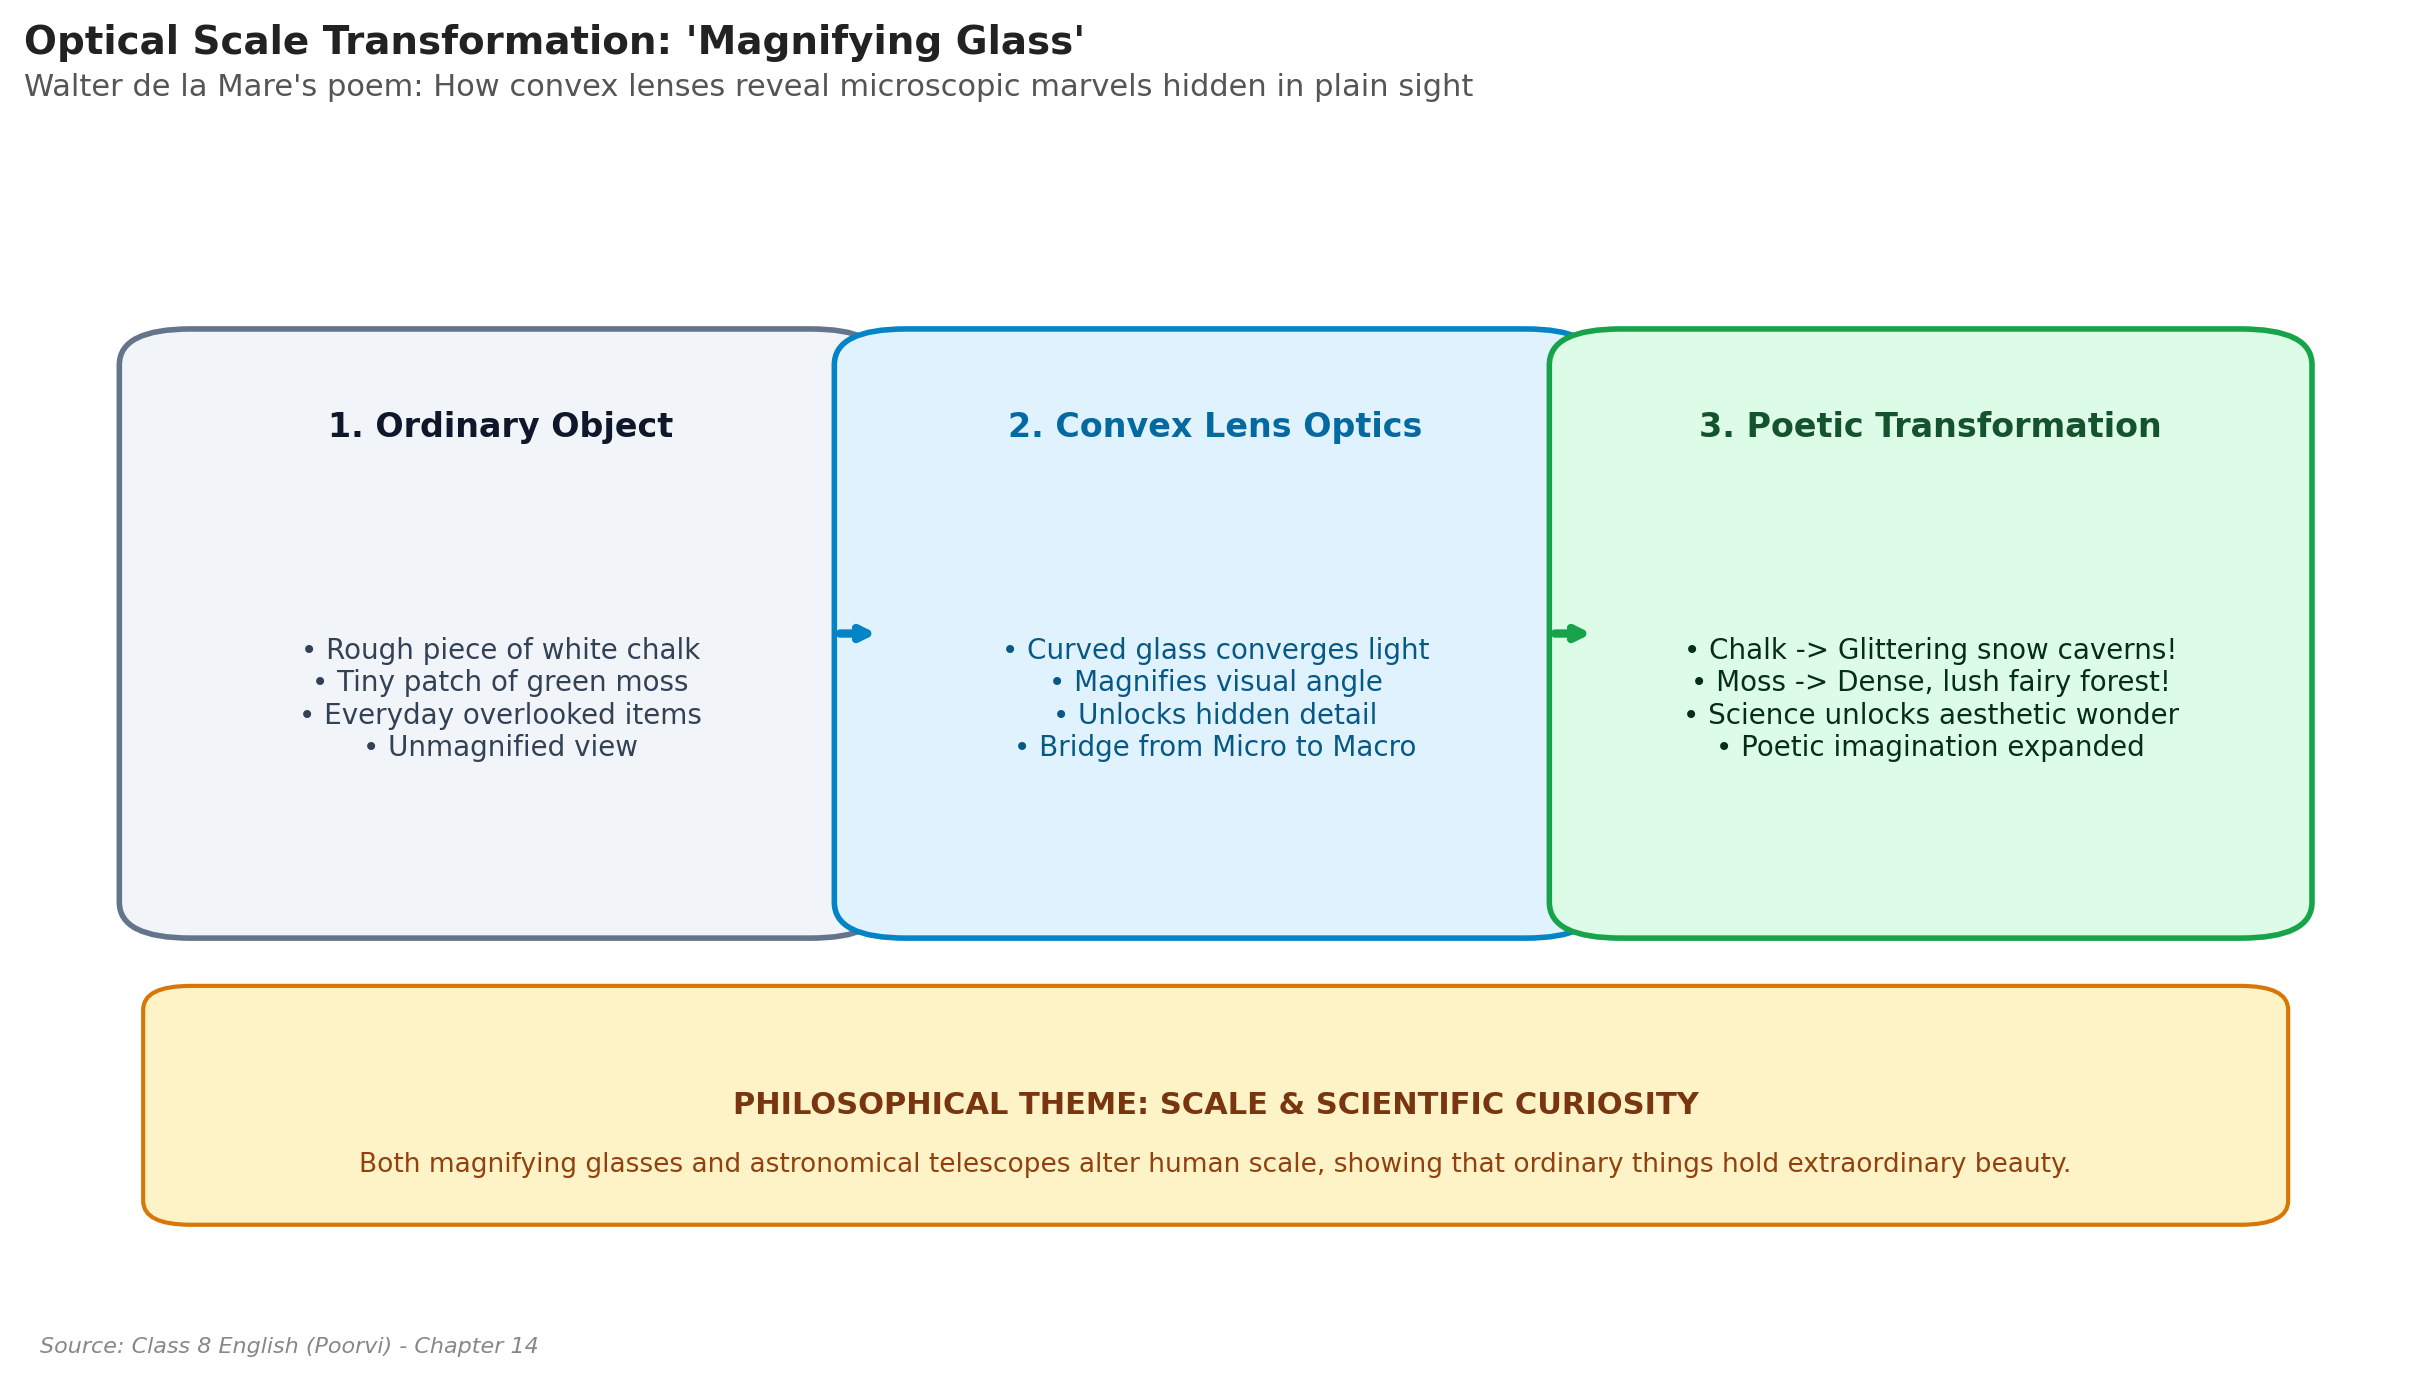 Optical Scale Transformation: 'Magnifying Glass'
Walter de la Mare's poem: How convex lenses reveal microscopic marvels hidden in plain sight
1. Ordinary Object
• Rough piece of white chalk
• Tiny patch of green moss
• Everyday overlooked items
• Unmagnified view
2. Convex Lens Optics
• Curved glass converges light
• Magnifies visual angle
• Unlocks hidden detail
• Bridge from Micro to Macro
3. Poetic Transformation
• Chalk -> Glittering snow caverns!
• Moss -> Dense, lush fairy forest!
• Science unlocks aesthetic wonder
• Poetic imagination expanded
PHILOSOPHICAL THEME: SCALE & SCIENTIFIC CURIOSITY
Both magnifying glasses and astronomical telescopes alter human scale, showing that ordinary things hold extraordinary beauty.
Source: Class 8 English (Poorvi) - Chapter 14